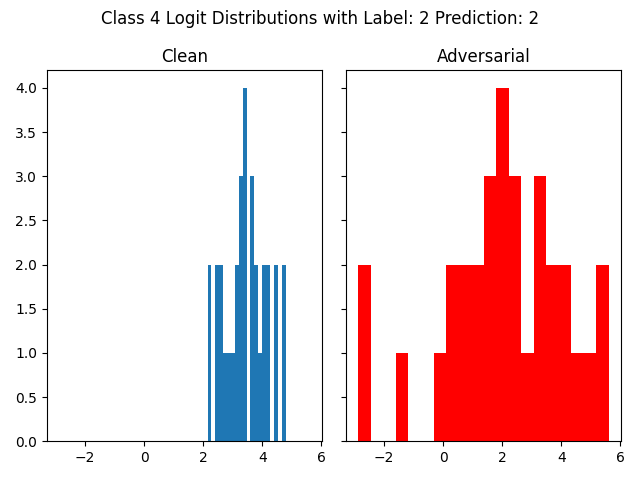 Class 4 Logit Distributions with Label: 2 Prediction: 2
Clean
Adversarial
4.0
3.5
3.0
2.5
2.0
1.5
1.0
0.5
0.0
−2 0 2 4 6
−2 0 2 4 6